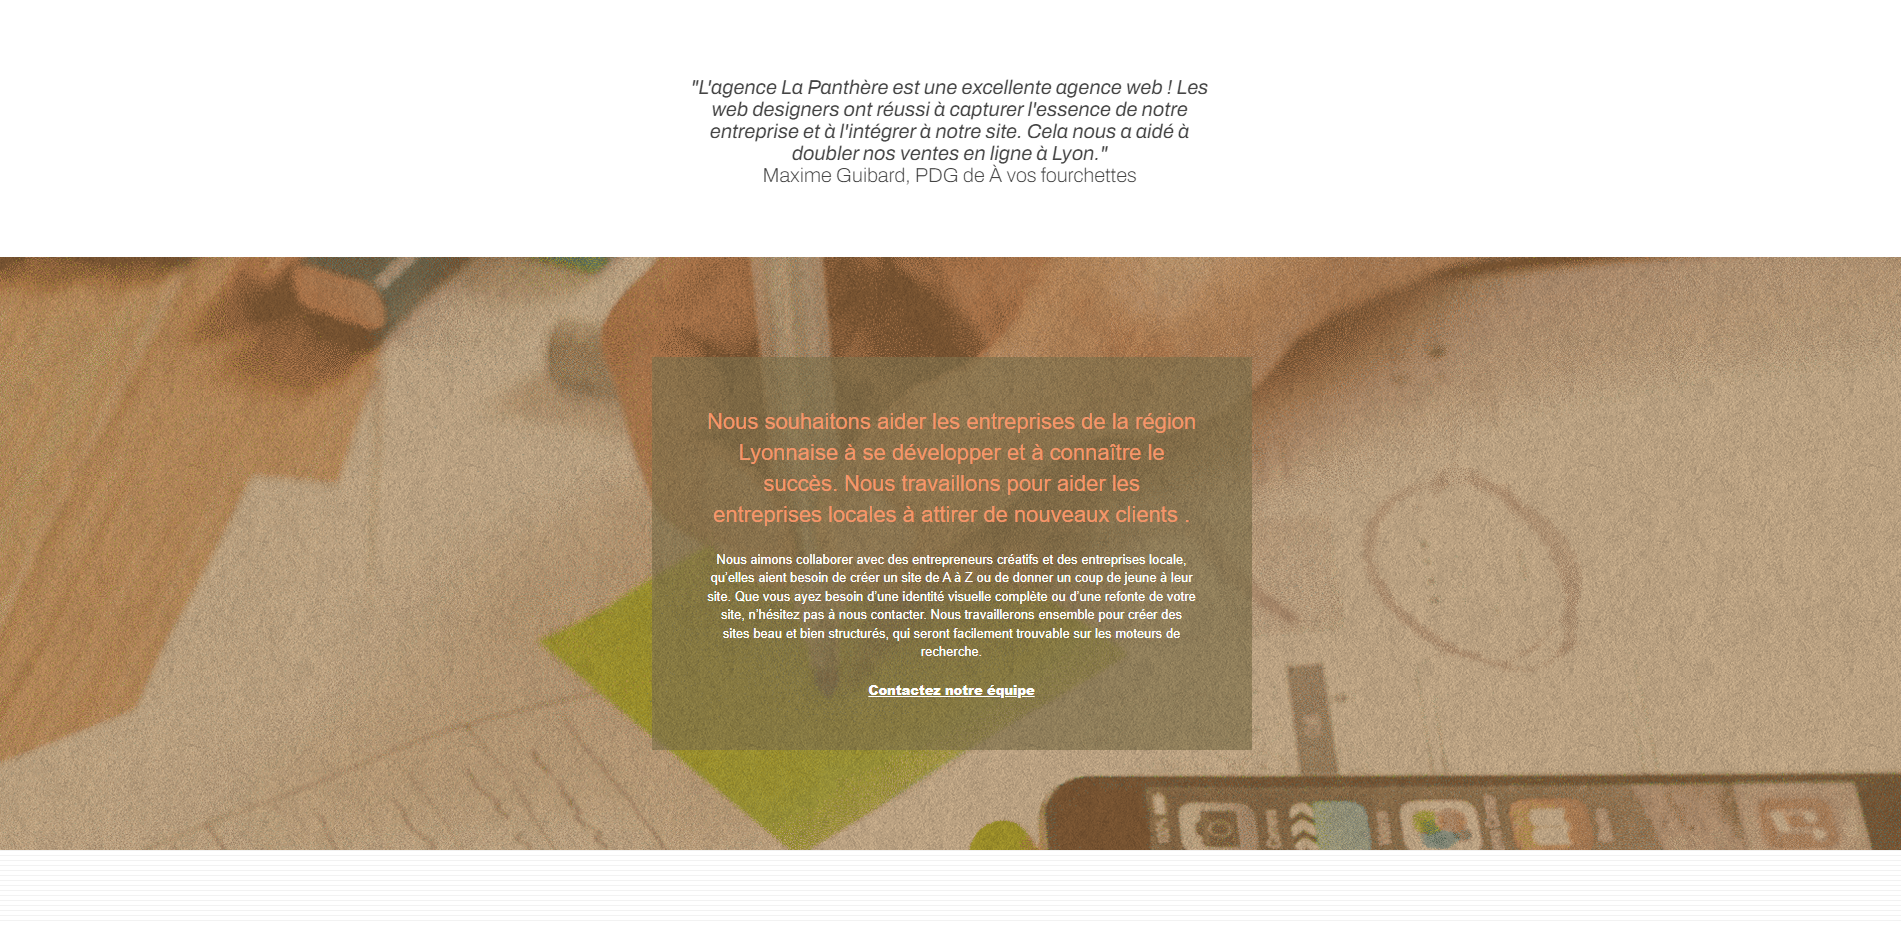 "L'agence La Panthère est une excellente agence web ! Les
web designers ont réussi à capturer l'essence de notre
entreprise et à l'intégrer à notre site. Cela nous a aidé à
doubler nos ventes en ligne à Lyon."
Maxime Guibard, PDG de À vos fourchettes
Nous souhaitons aider les entreprises de la région
Lyonnaise à se développer et à connaître le
succès. Nous travaillons pour aider les
entreprises locales à attirer de nouveaux clients .
Nous aimons collaborer avec des entrepreneurs créatifs et des entreprises locale,
qu’elles aient besoin de créer un site de A à Z ou de donner un coup de jeune à leur
site. Que vous ayez besoin d’une identité visuelle complète ou d’une refonte de votre
site, n’hésitez pas à nous contacter. Nous travaillerons ensemble pour créer des
sites beau et bien structurés, qui seront facilement trouvable sur les moteurs de
recherche.
Contactez notre équipe